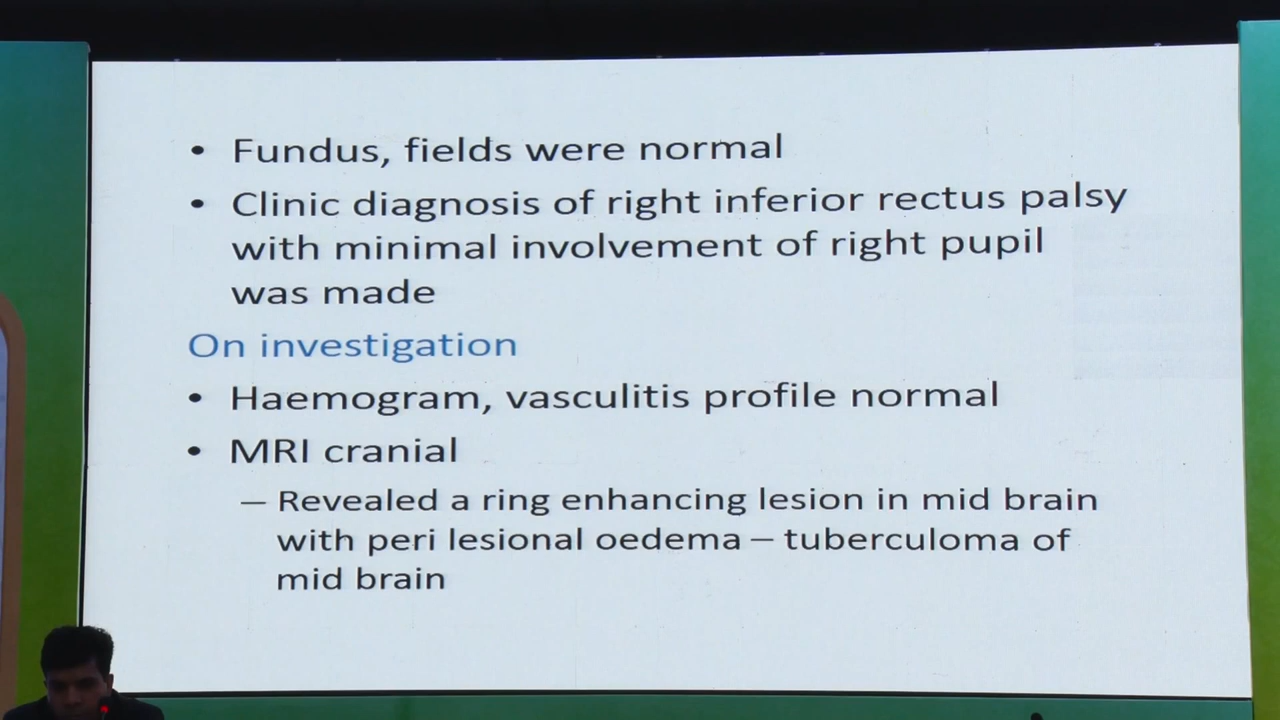 • Fundus, fields were normal
• Clinic diagnosis of right inferior rectus palsy
with minimal involvement of right pupil
was made
On investigation
• Haemogram, vasculitis profile normal
• MRI cranial
– Revealed a ring enhancing lesion in mid brain
with peri lesional oedema – tuberculoma of
mid brain